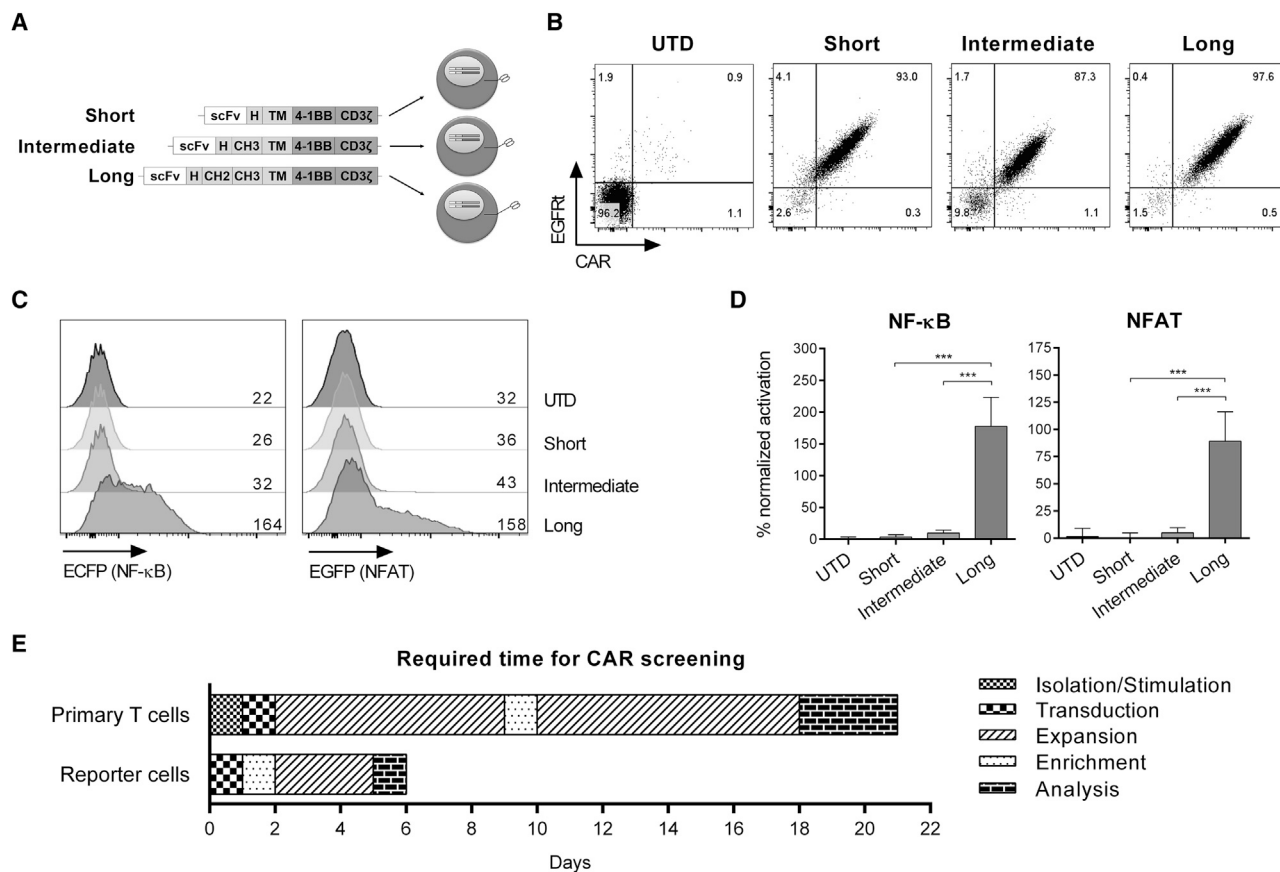 A
Short
scFv H TM 4-1BB CD3ζ
Intermediate
scFv H CH3 TM 4-1BB CD3ζ
Long
scFv H CH2 CH3 TM 4-1BB CD3ζ
B
UTD Short Intermediate Long
1.9 0.9 4.1 93.0 1.7 87.3 0.4 97.6
96.2 1.1 2.6 0.3 9.8 1.1 1.5 0.5
EGFRt
CAR
C
22 32 UTD
26 36 Short
32 43 Intermediate
164 158 Long
ECFP (NF-κB) EGFP (NFAT)
D
NF-κB
% normalized activation
300
250
200
150
100
50
0
***
***
UTD Short Intermediate Long
NFAT
175
150
125
100
75
50
25
0
***
***
UTD Short Intermediate Long
E
Required time for CAR screening
Primary T cells
Reporter cells
0 2 4 6 8 10 12 14 16 18 20 22
Days
Isolation/Stimulation
Transduction
Expansion
Enrichment
Analysis